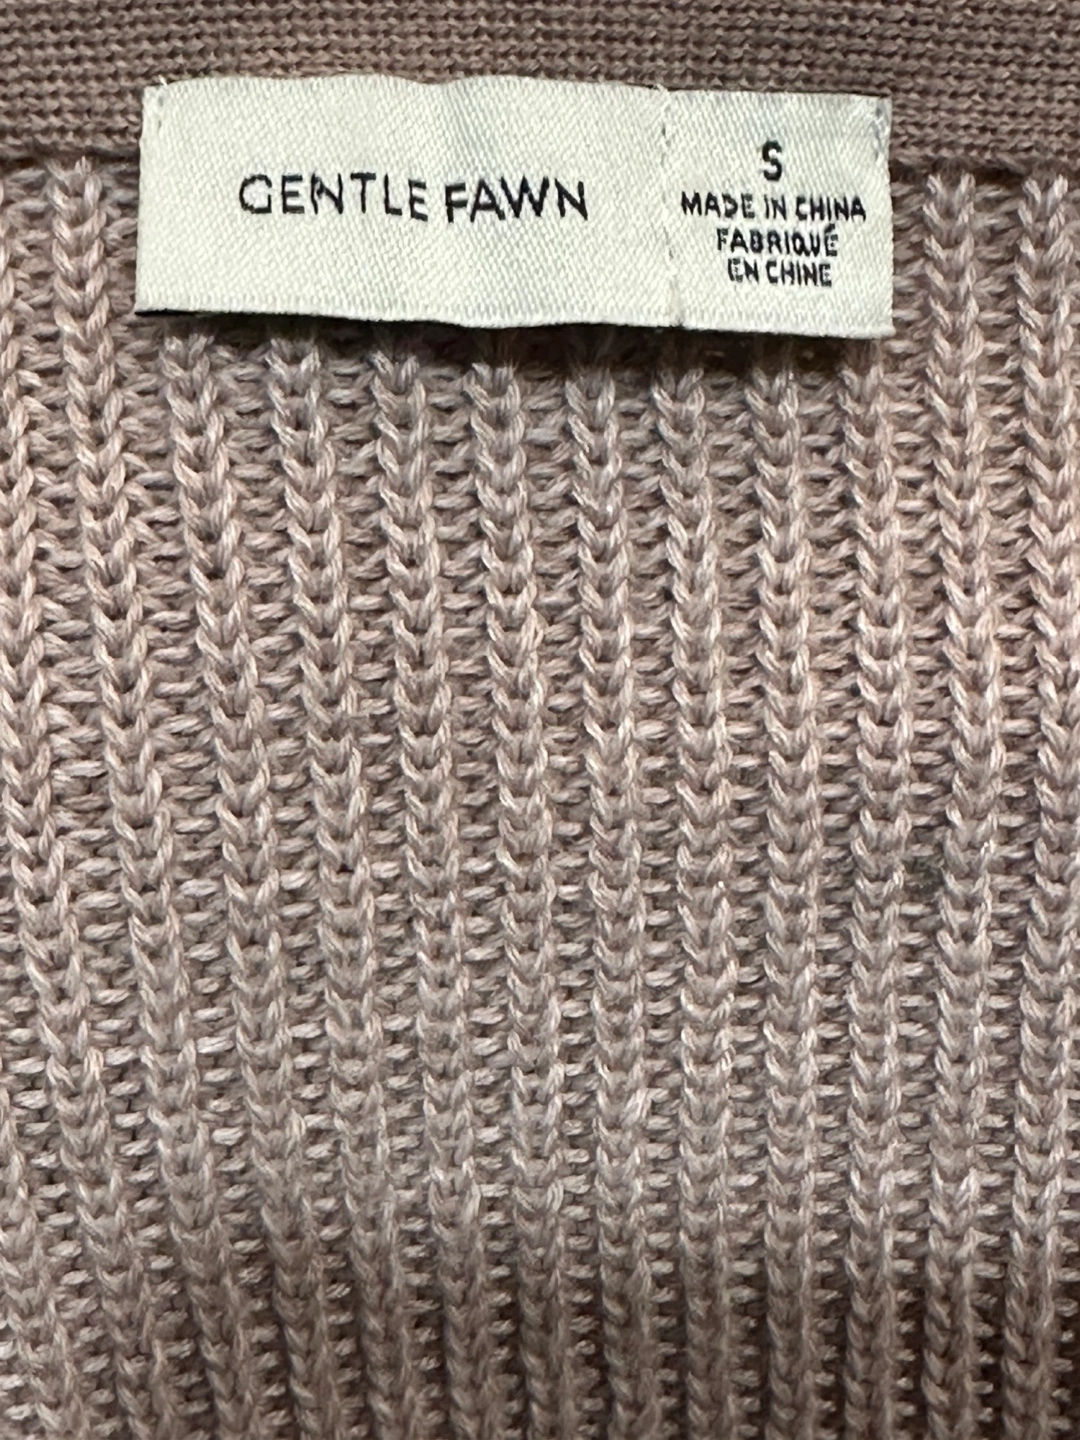 GENTLE FAWN
S
MADE IN CHINA
FABRIQUÉ
EN CHINE